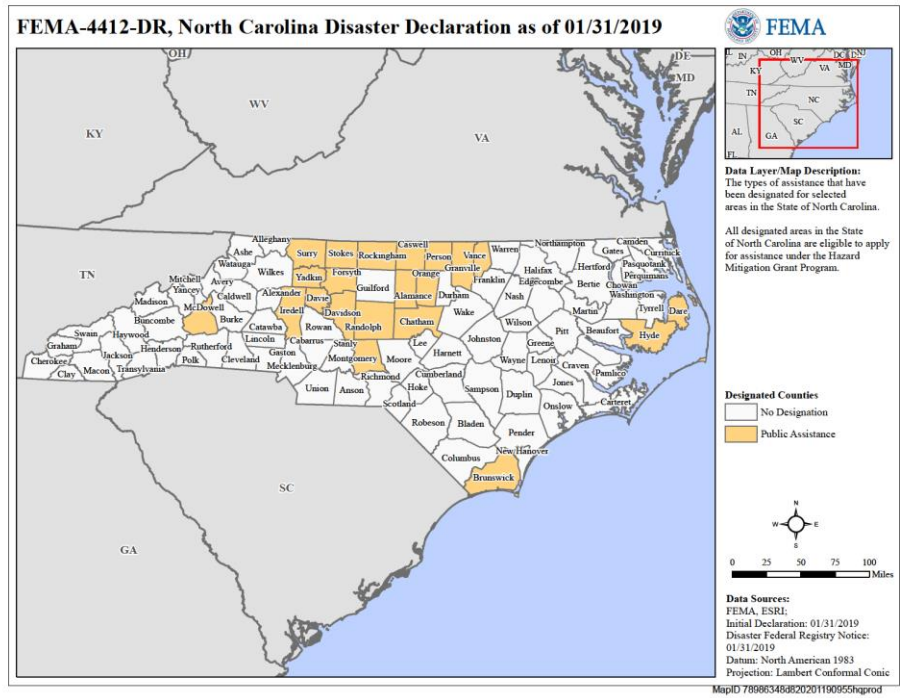 FEMA-4412-DR, North Carolina Disaster Declaration as of 01/31/2019
FEMA
OH
DE
MD
WV
KY
VA
TN
SC
GA
IN
OH
WV
DC
NJ
MD
KY
VA
TN
NC
SC
AL
GA
FL
Data Layer/Map Description:
The types of assistance that have
been designated for selected
areas in the State of North Carolina.
All designated areas in the State
of North Carolina are eligible to apply
for assistance under the Hazard
Mitigation Grant Program.
Alleghany
Ashe
Surry
Stokes
Rockingham
Caswell
Person
Vance
Granville
Warren
Northampton
Gates
Camden
Currituck
Pasquotank
Perquimans
Chowan
Hertford
Bertie
Halifax
Watauga
Wilkes
Yadkin
Forsyth
Guilford
Orange
Alamance
Durham
Franklin
Edgecombe
Nash
Washington
Tyrrell
Dare
Martin
Mitchell
Avery
Yancey
Caldwell
Alexander
Davie
Iredell
Davidson
Madison
McDowell
Burke
Catawba
Rowan
Randolph
Chatham
Wake
Wilson
Pitt
Beaufort
Hyde
Buncombe
Haywood
Swain
Graham
Jackson
Henderson
Rutherford
Lincoln
Cabarrus
Stanly
Montgomery
Moore
Lee
Harnett
Johnston
Greene
Wayne
Lenoir
Craven
Pamlico
Cherokee
Clay
Macon
Transylvania
Polk
Cleveland
Gaston
Mecklenburg
Richmond
Cumberland
Hoke
Sampson
Duplin
Jones
Onslow
Carteret
Union
Anson
Scotland
Robeson
Bladen
Pender
New Hanover
Columbus
Brunswick
Designated Counties
No Designation
Public Assistance
N
W
E
S
0 25 50 75 100
Miles
Data Sources:
FEMA, ESRI;
Initial Declaration: 01/31/2019
Disaster Federal Registry Notice:
01/31/2019
Datum: North American 1983
Projection: Lambert Conformal Conic
MapID 78986348d820201190955hqprod